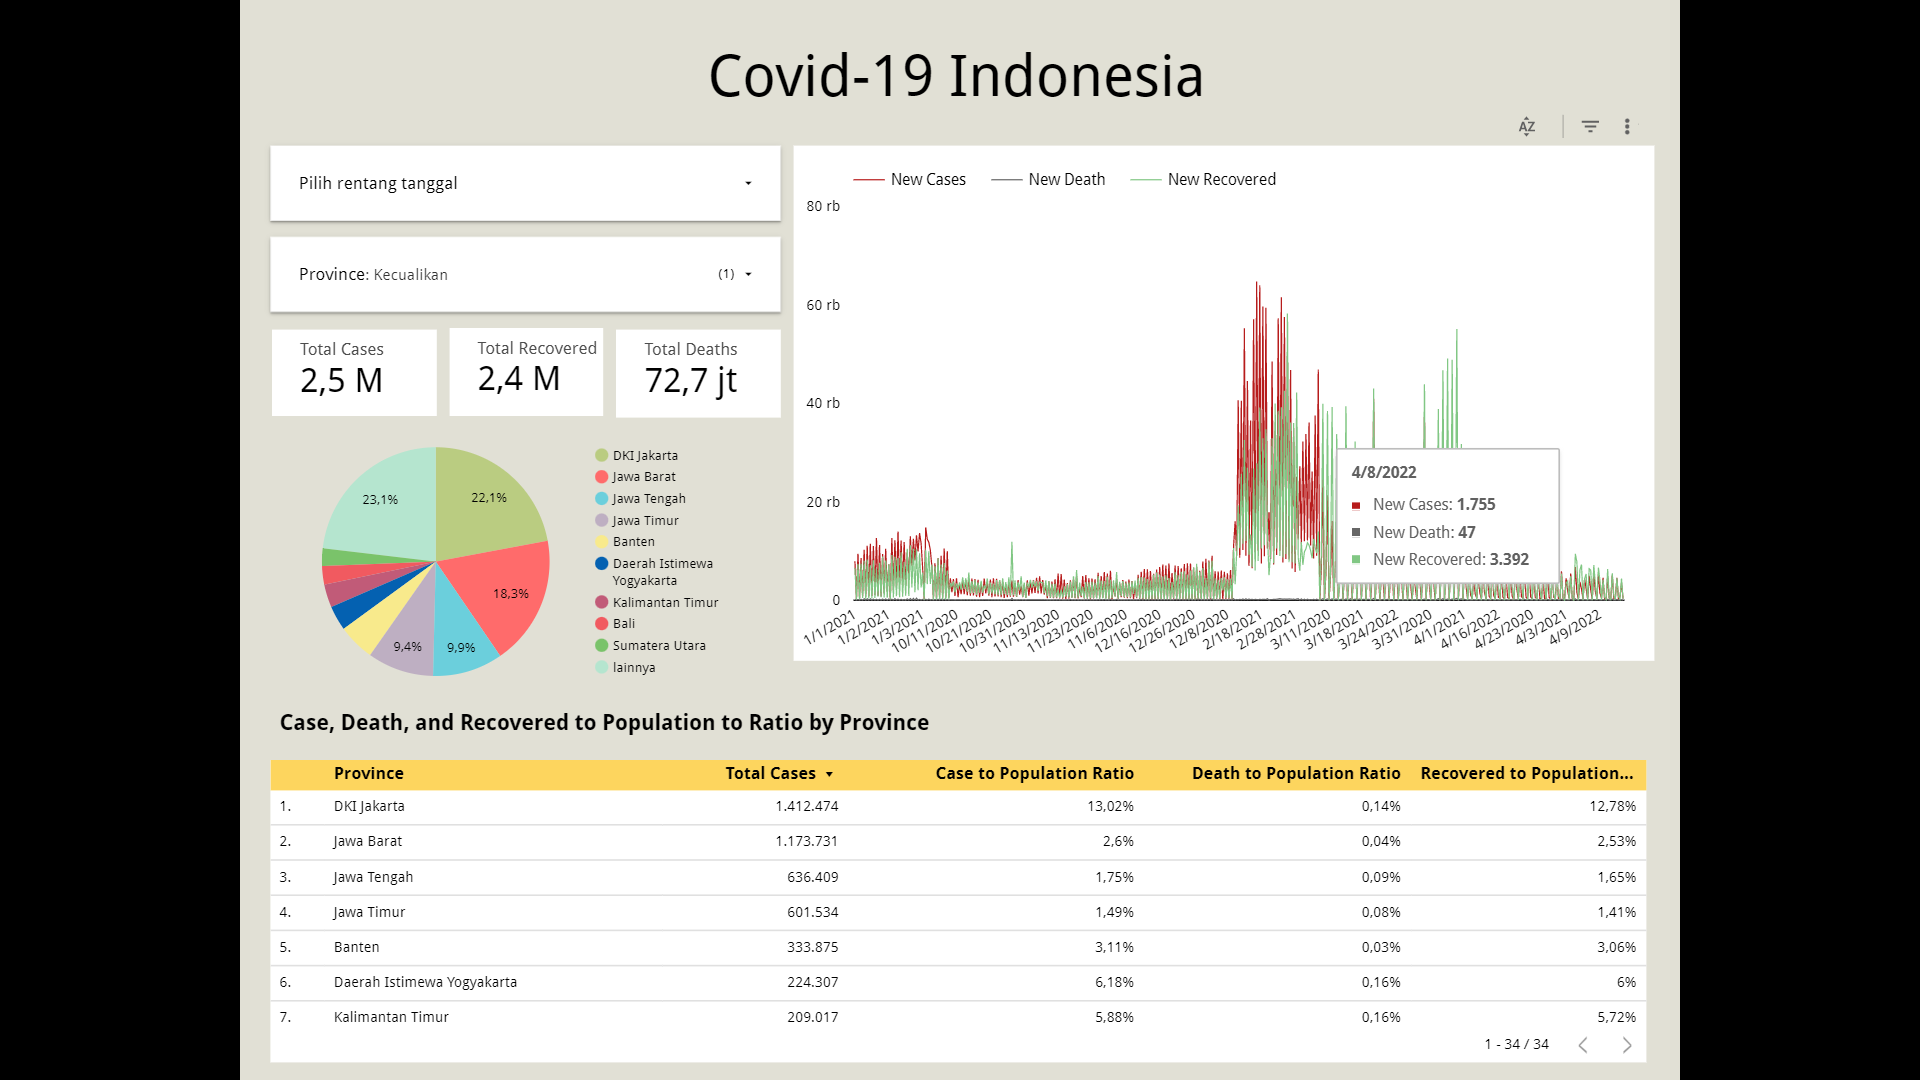 Covid-19 Indonesia
AZ
Pilih rentang tanggal
Province: Kecualikan (1)
Total Cases
2,5 M
Total Recovered
2,4 M
Total Deaths
72,7 jt
23,1%
22,1%
18,3%
9,9%
9,4%
DKI Jakarta
Jawa Barat
Jawa Tengah
Jawa Timur
Banten
Daerah Istimewa
Yogyakarta
Kalimantan Timur
Bali
Sumatera Utara
lainnya
New Cases New Death New Recovered
80 rb
60 rb
40 rb
20 rb
0
4/8/2022
New Cases: 1.755
New Death: 47
New Recovered: 3.392
1/1/2021
1/2/2021
1/3/2021
10/11/2020
10/21/2020
10/31/2020
11/13/2020
11/23/2020
11/6/2020
12/16/2020
12/26/2020
12/8/2020
2/18/2021
2/28/2021
3/11/2020
3/18/2021
3/24/2022
3/31/2020
4/1/2021
4/16/2022
4/23/2020
4/3/2021
4/9/2022
Case, Death, and Recovered to Population to Ratio by Province
Province Total Cases Case to Population Ratio Death to Population Ratio Recovered to Population...
1. DKI Jakarta 1.412.474 13,02% 0,14% 12,78%
2. Jawa Barat 1.173.731 2,6% 0,04% 2,53%
3. Jawa Tengah 636.409 1,75% 0,09% 1,65%
4. Jawa Timur 601.534 1,49% 0,08% 1,41%
5. Banten 333.875 3,11% 0,03% 3,06%
6. Daerah Istimewa Yogyakarta 224.307 6,18% 0,16% 6%
7. Kalimantan Timur 209.017 5,88% 0,16% 5,72%
1 - 34 / 34